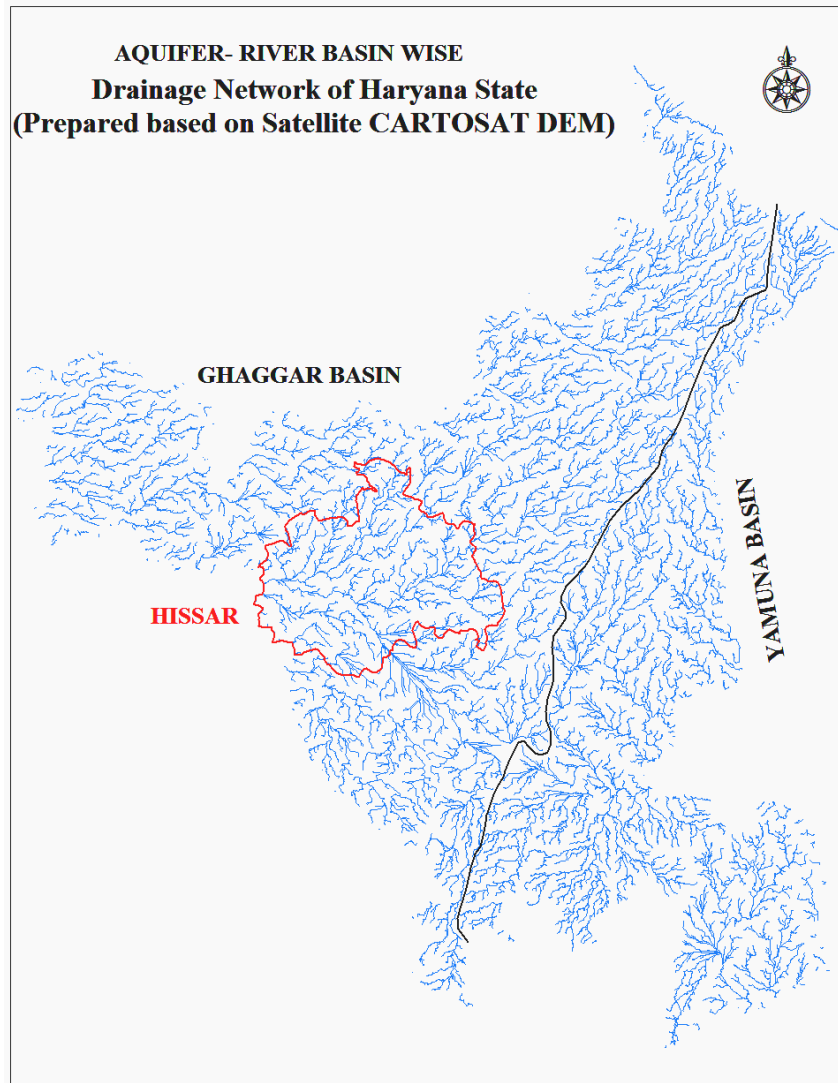 AQUIFER- RIVER BASIN WISE
Drainage Network of Haryana State
(Prepared based on Satellite CARTOSAT DEM)
GHAGGAR BASIN
YAMUNA BASIN
HISSAR